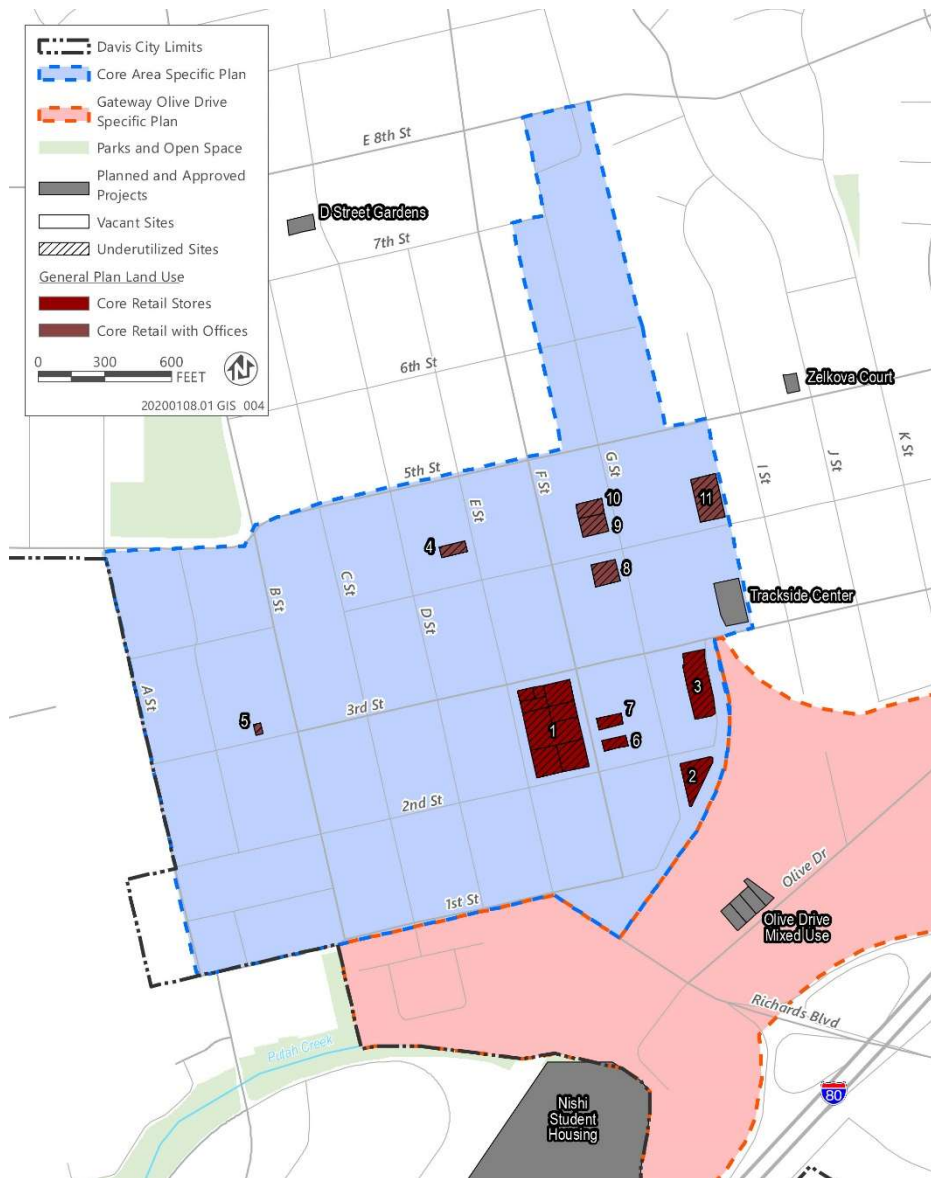 Davis City Limits
Core Area Specific Plan
Gateway Olive Drive
Specific Plan
Parks and Open Space
Planned and Approved
Projects
Vacant Sites
Underutilized Sites
General Plan Land Use
Core Retail Stores
Core Retail with Offices
0 300 600
FEET
20200108.01 GIS 004
E 8th St
D Street Gardens
7th St
6th St
Zelkova Court
5th St
E St
F St
G St
I St
J St
K St
10
9
11
4
8
B St
C St
D St
Trackside Center
A St
3rd St
5
1
7
6
3
2
2nd St
1st St
Olive Dr
Olive Drive
Mixed Use
Richards Blvd
Putah Creek
80
Nishi
Student
Housing